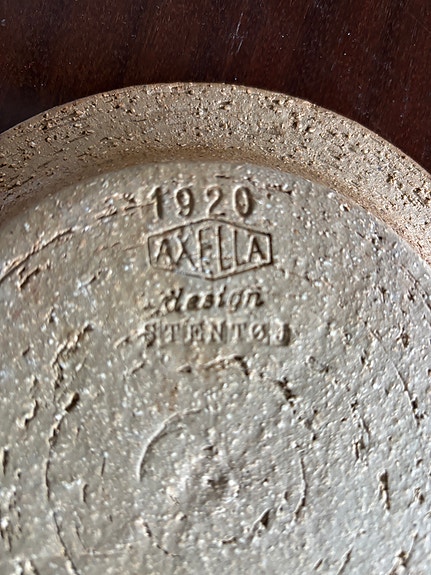 1920
AXELLA
design
STENTØJ